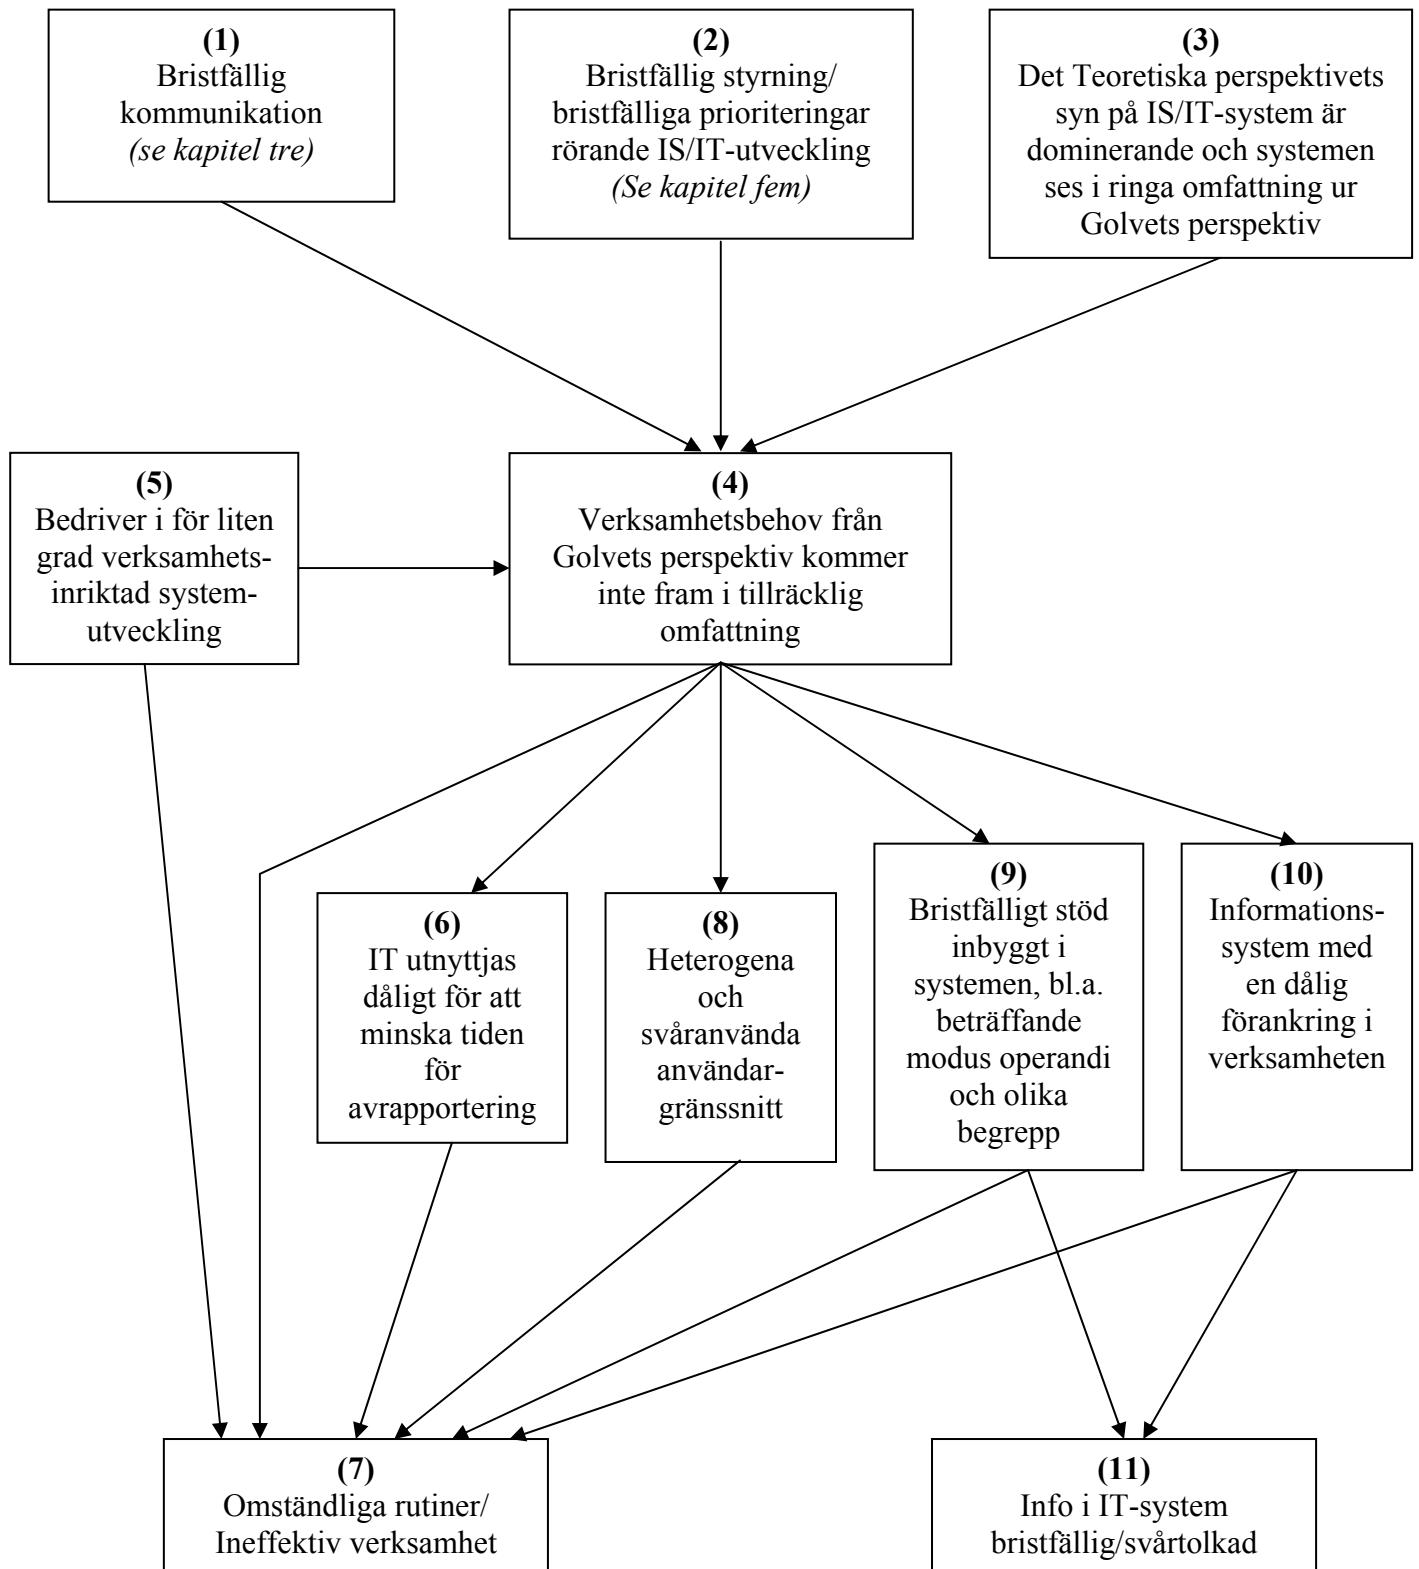 (1)
Bristfällig
kommunikation
(se kapitel tre)
(2)
Bristfällig styrning/
bristfälliga prioriteringar
rörande IS/IT-utveckling
(Se kapitel fem)
(3)
Det Teoretiska perspektivets
syn på IS/IT-system är
dominerande och systemen
ses i ringa omfattning ur
Golvets perspektiv
(5)
Bedriver i för liten
grad verksamhets-
inriktad system-
utveckling
(4)
Verksamhetsbehov från
Golvets perspektiv kommer
inte fram i tillräcklig
omfattning
(6)
IT utnyttjas
dåligt för att
minska tiden
för
avrapportering
(8)
Heterogena
och
svåranvända
användar-
gränssnitt
(9)
Bristfälligt stöd
inbyggt i
systemen, bl.a.
beträffande
modus operandi
och olika
begrepp
(10)
Informations-
system med
en dålig
förankring i
verksamheten
(7)
Omständliga rutiner/
Ineffektiv verksamhet
(11)
Info i IT-system
bristfällig/svårtolkad